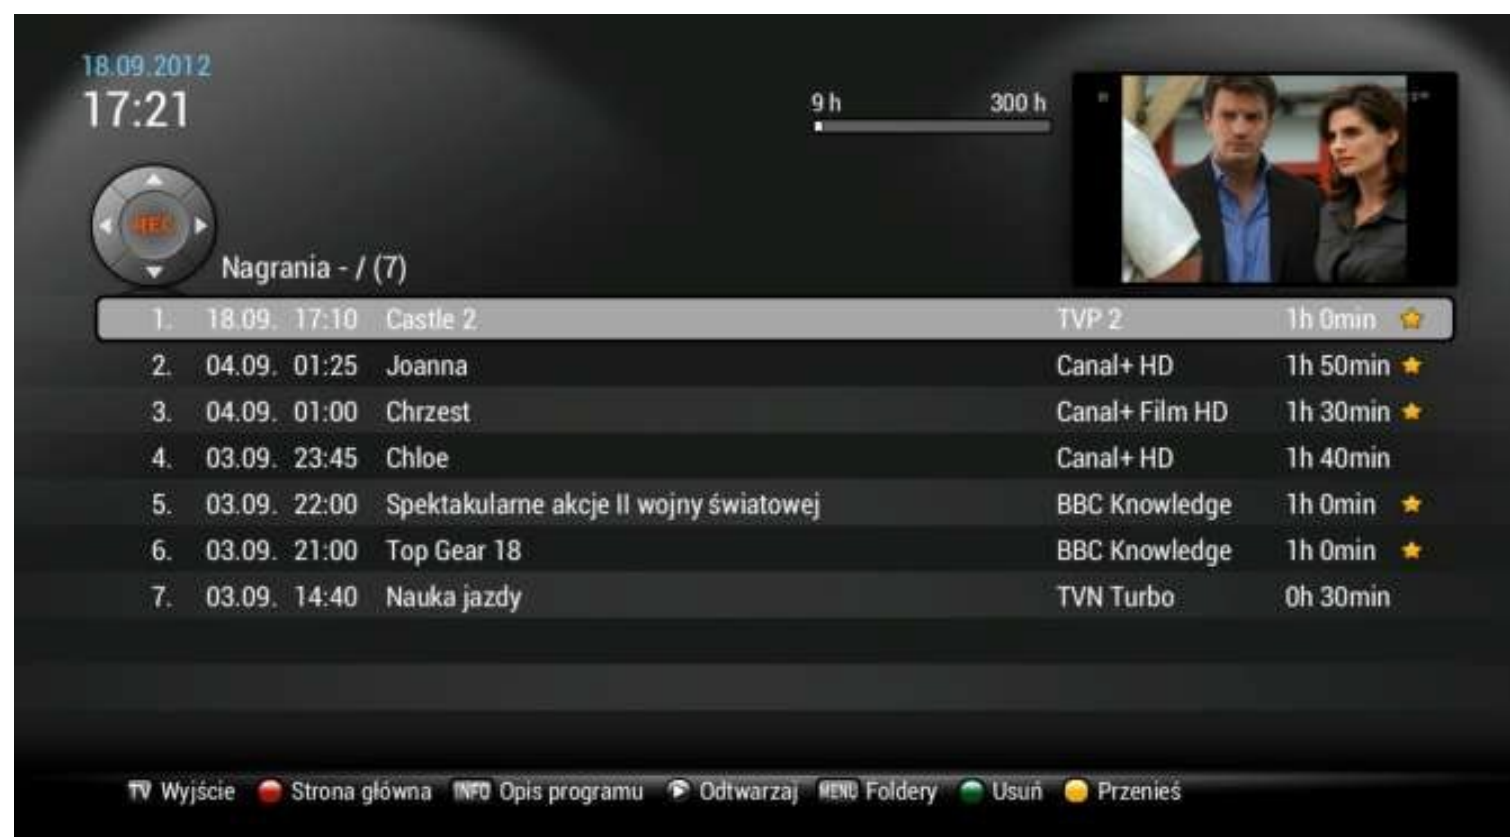 18.09.2012
17:21
9 h 300 h
REC
Nagrania - / (7)
1. 18.09. 17:10 Castle 2 TVP 2 1h 0min
2. 04.09. 01:25 Joanna Canal+ HD 1h 50min
3. 04.09. 01:00 Chrzest Canal+ Film HD 1h 30min
4. 03.09. 23:45 Chloe Canal+ HD 1h 40min
5. 03.09. 22:00 Spektakularne akcje II wojny światowej BBC Knowledge 1h 0min
6. 03.09. 21:00 Top Gear 18 BBC Knowledge 1h 0min
7. 03.09. 14:40 Nauka jazdy TVN Turbo 0h 30min
TV Wyjście Strona główna INFO Opis programu Odtwarzaj MENU Foldery Usuń Przenieś